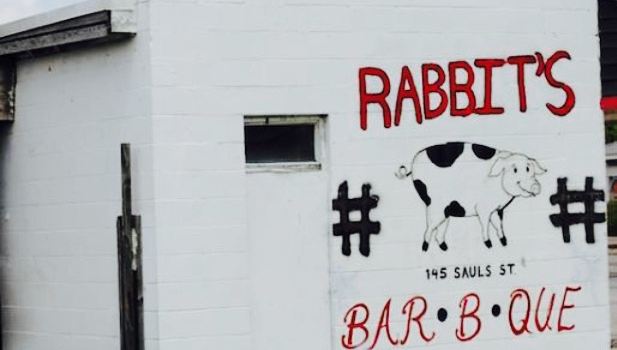 RABBIT'S
# #
145 SAULS ST.
BAR•B•QUE